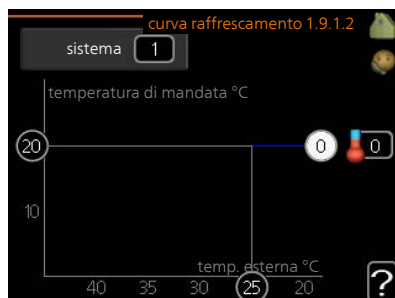 curva raffrescamento 1.9.1.2
sistema 1
temperatura di mandata °C
20
0
0
10
temp. esterna °C
40 35 30 25 20
?